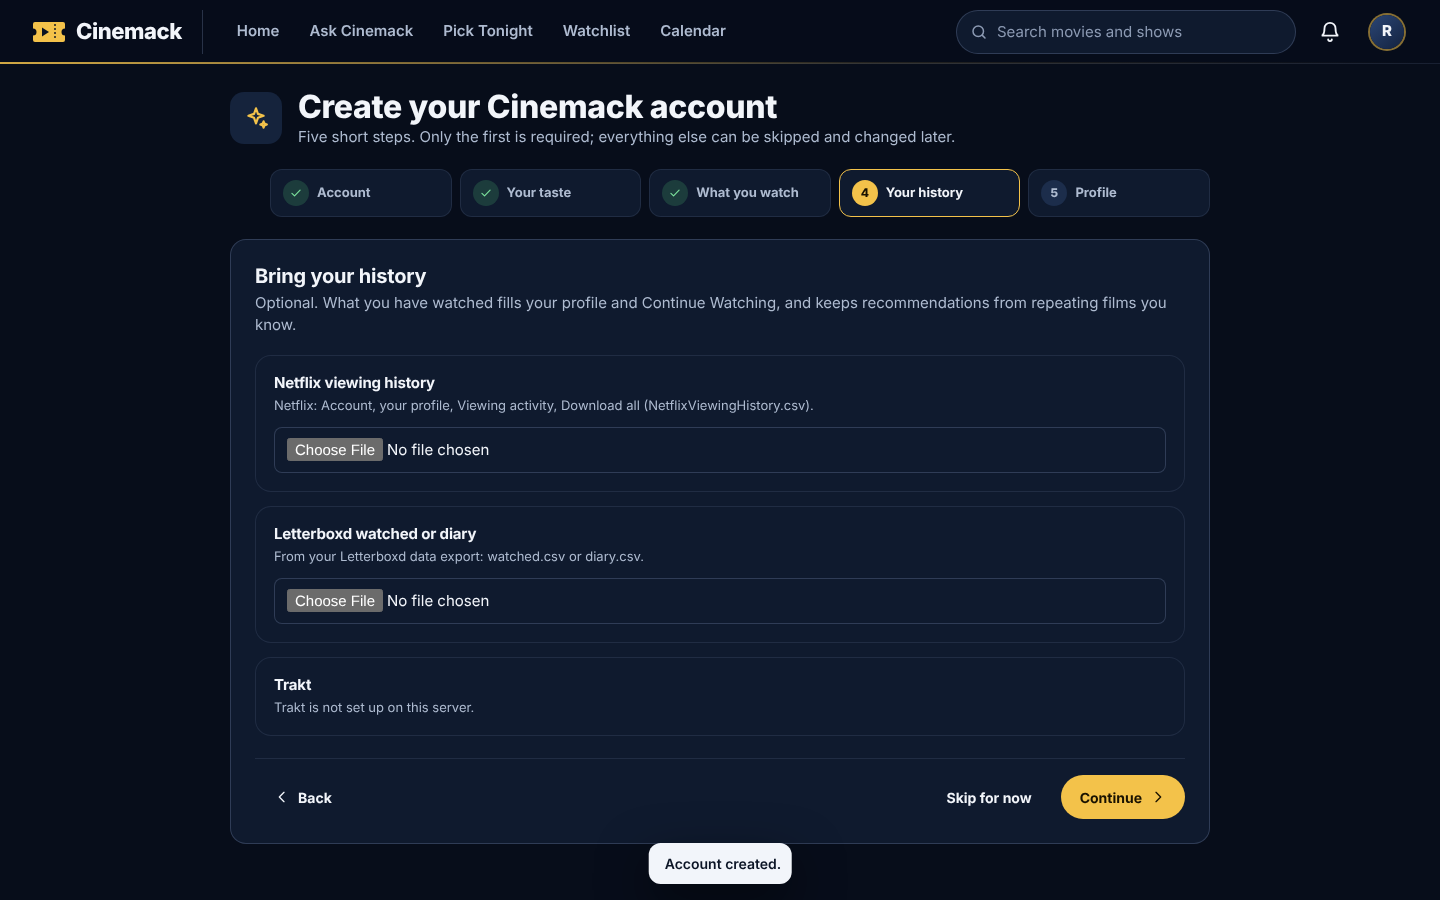 Cinemack
Home
Ask Cinemack
Pick Tonight
Watchlist
Calendar
Search movies and shows
R
Create your Cinemack account
Five short steps. Only the first is required; everything else can be skipped and changed later.
Account
Your taste
What you watch
4 Your history
5 Profile
Bring your history
Optional. What you have watched fills your profile and Continue Watching, and keeps recommendations from repeating films you
know.
Netflix viewing history
Netflix: Account, your profile, Viewing activity, Download all (NetflixViewingHistory.csv).
Choose File No file chosen
Letterboxd watched or diary
From your Letterboxd data export: watched.csv or diary.csv.
Choose File No file chosen
Trakt
Trakt is not set up on this server.
Back
Skip for now
Continue
Account created.